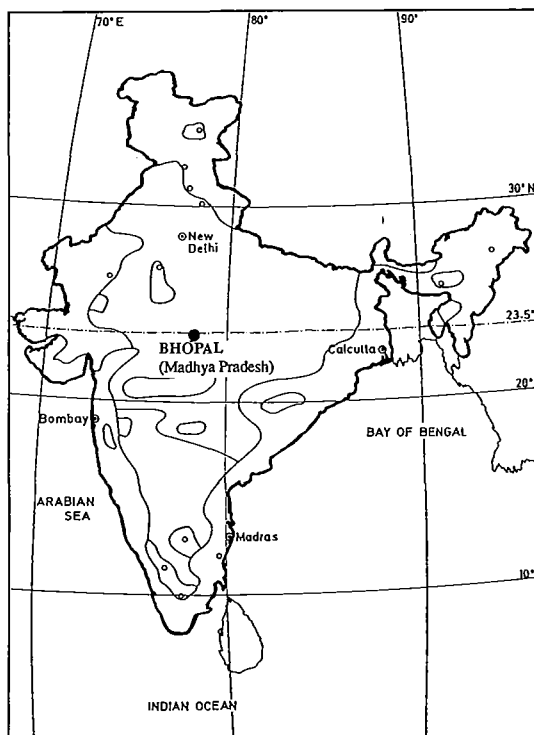 70°E
80°
90°
30°N
New
Delhi
23.5°
BHOPAL
(Madhya Pradesh)
Calcutta
20°
Bombay
BAY OF BENGAL
ARABIAN
SEA
Madras
10°
INDIAN OCEAN